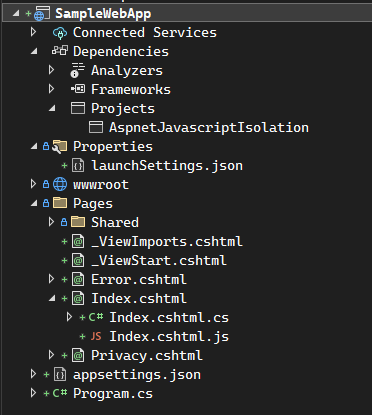 SampleWebApp
Connected Services
Dependencies
Analyzers
Frameworks
Projects
AspnetJavascriptIsolation
Properties
launchSettings.json
wwwroot
Pages
Shared
_ViewImports.cshtml
_ViewStart.cshtml
Error.cshtml
Index.cshtml
C# Index.cshtml.cs
JS Index.cshtml.js
Privacy.cshtml
appsettings.json
C# Program.cs